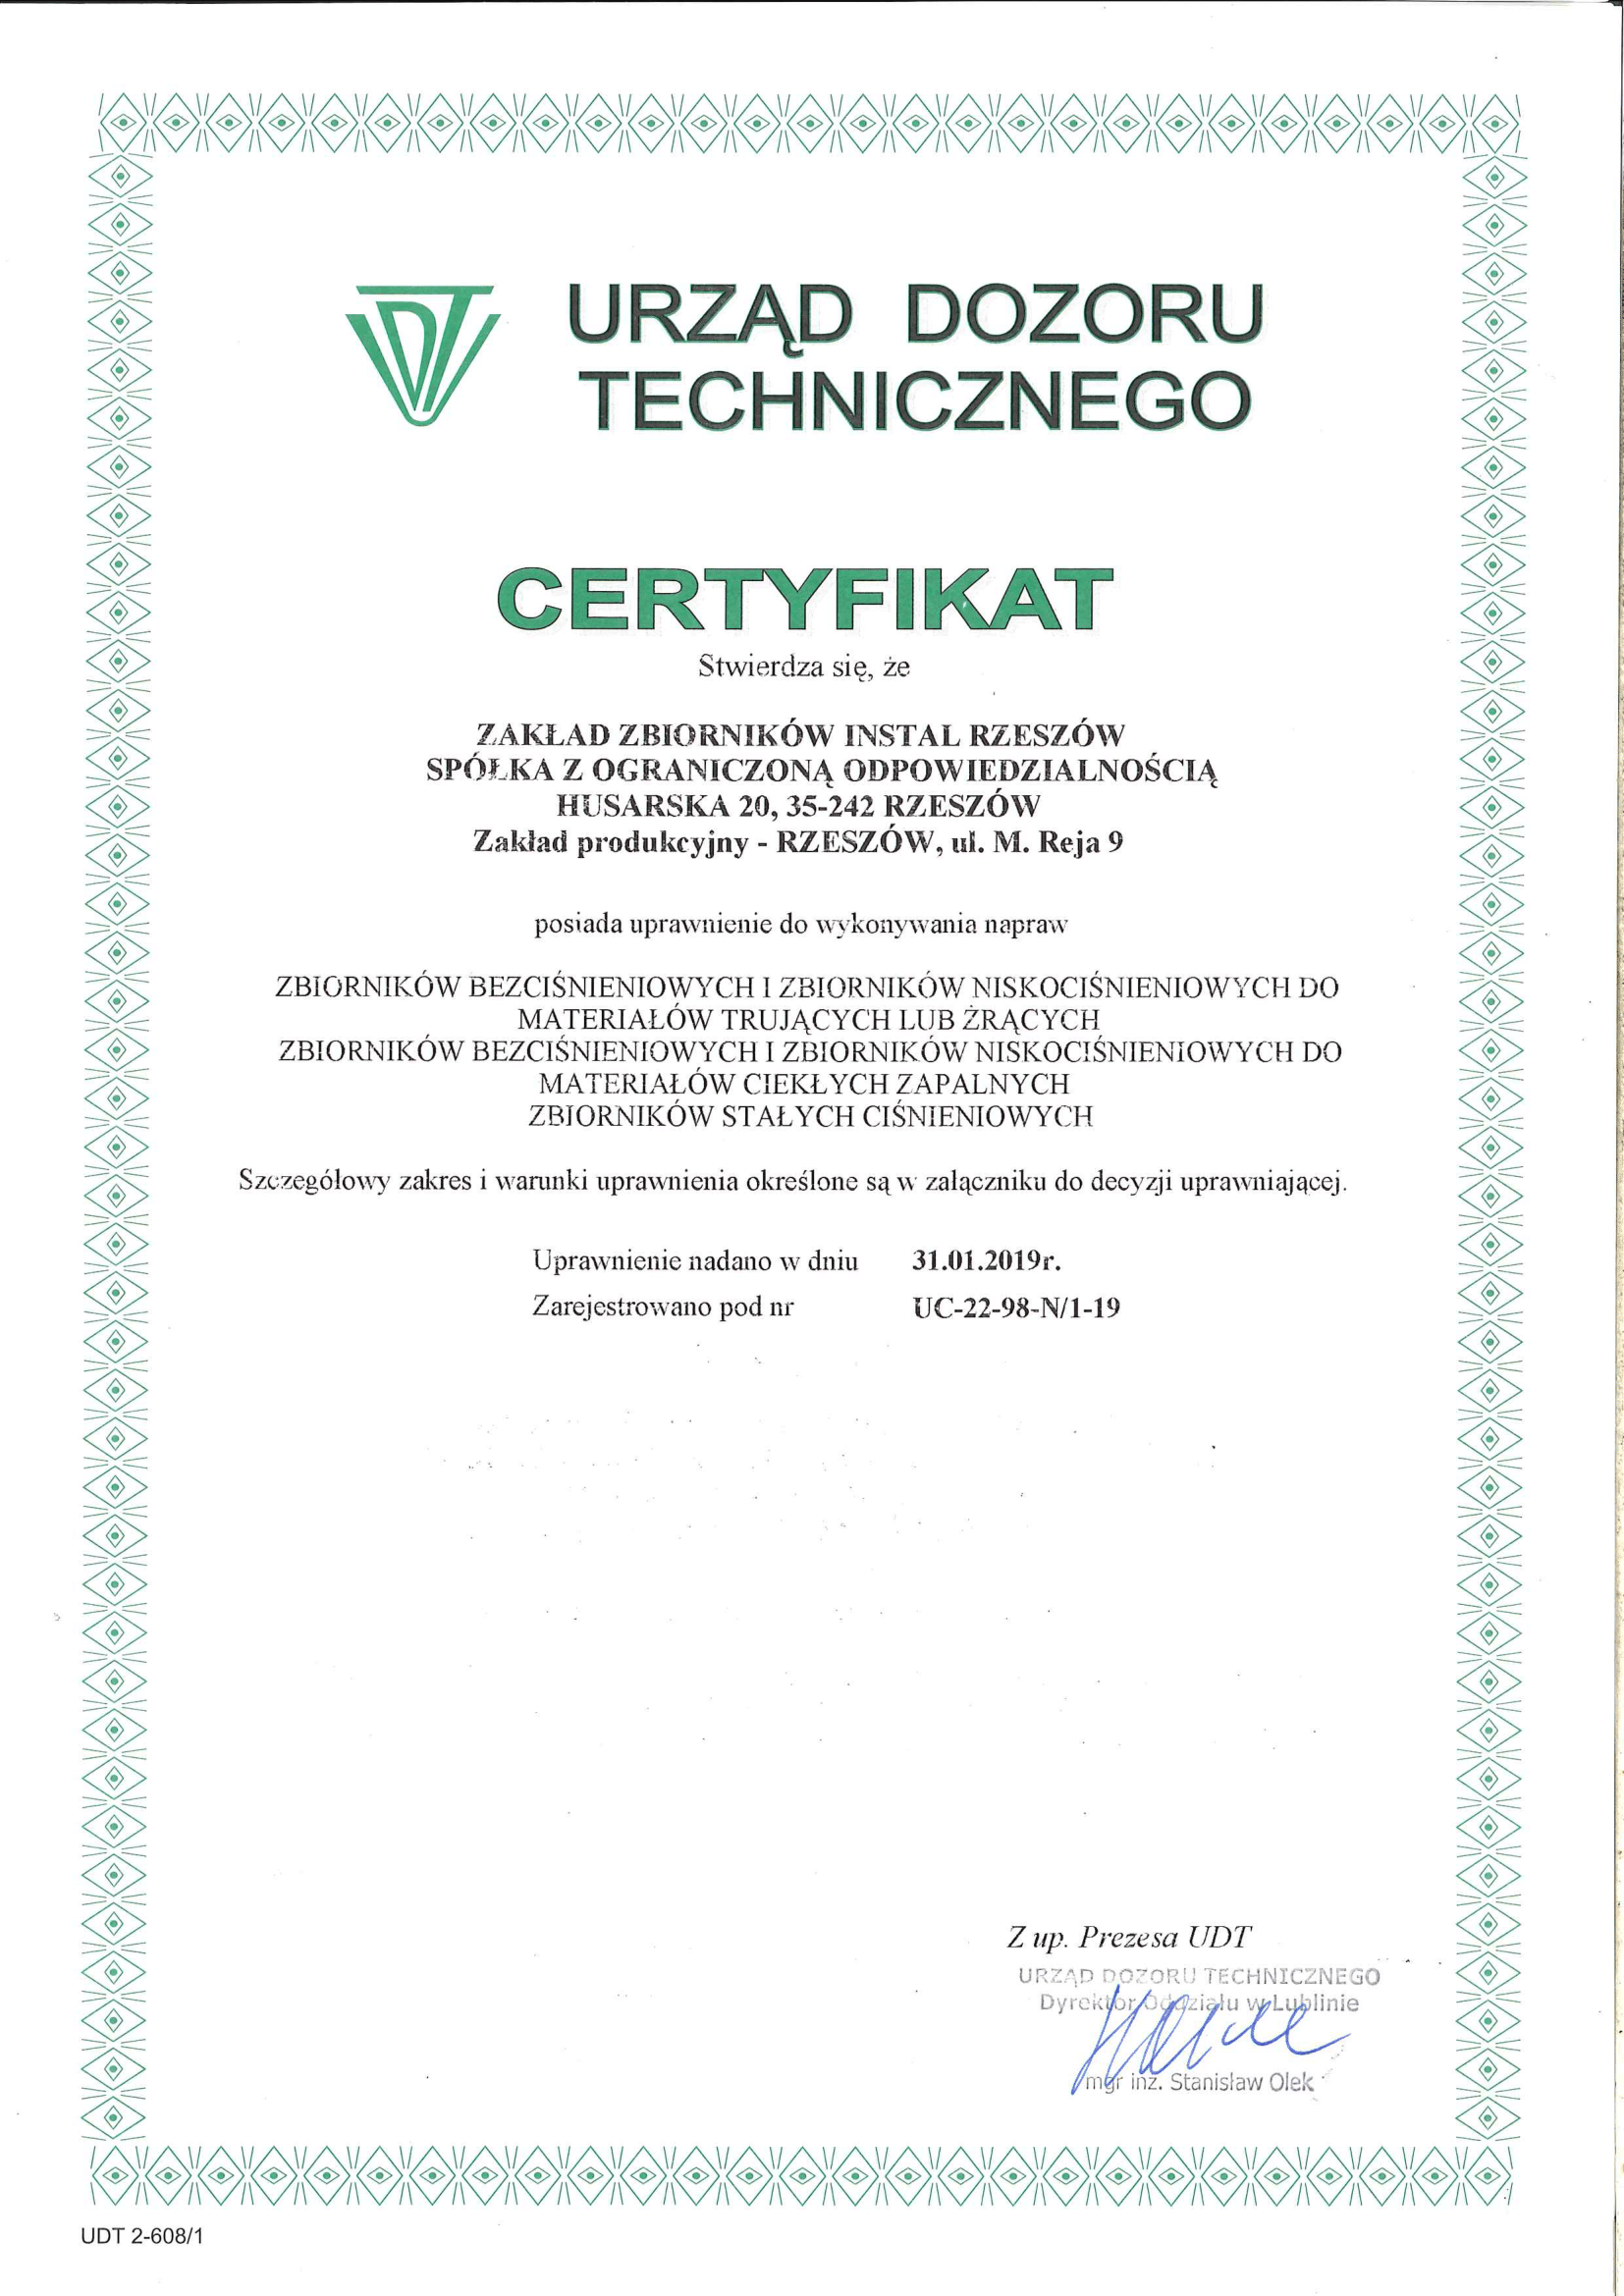 UDT
URZĄD DOZORU
TECHNICZNEGO
CERTYFIKAT
Stwierdza się, że
ZAKŁAD ZBIORNIKÓW INSTAL RZESZÓW
SPÓŁKA Z OGRANICZONĄ ODPOWIEDZIALNOŚCIĄ
HUSARSKA 20, 35-242 RZESZÓW
Zakład produkcyjny - RZESZÓW, ul. M. Reja 9
posiada uprawnienie do wykonywania napraw
ZBIORNIKÓW BEZCIŚNIENIOWYCH I ZBIORNIKÓW NISKOCIŚNIENIOWYCH DO
MATERIAŁÓW TRUJĄCYCH LUB ŻRĄCYCH
ZBIORNIKÓW BEZCIŚNIENIOWYCH I ZBIORNIKÓW NISKOCIŚNIENIOWYCH DO
MATERIAŁÓW CIEKŁYCH ZAPALNYCH
ZBIORNIKÓW STAŁYCH CIŚNIENIOWYCH
Szczegółowy zakres i warunki uprawnienia określone są w załączniku do decyzji uprawniającej.
Uprawnienie nadano w dniu 31.01.2019r.
Zarejestrowano pod nr UC-22-98-N/1-19
Z up. Prezesa UDT
URZĄD DOZORU TECHNICZNEGO
Dyrektor Oddziału w Lublinie
mgr inż. Stanisław Olek
UDT 2-608/1